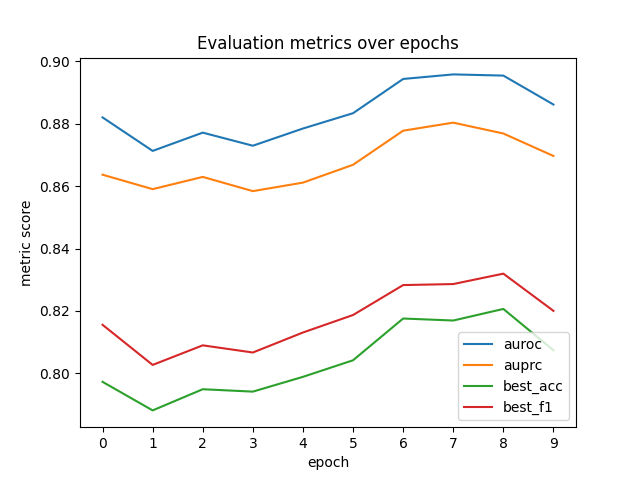 Evaluation metrics over epochs
metric score
0.90
0.88
0.86
0.84
0.82
0.80
0 1 2 3 4 5 6 7 8 9
epoch
auroc
auprc
best_acc
best_f1